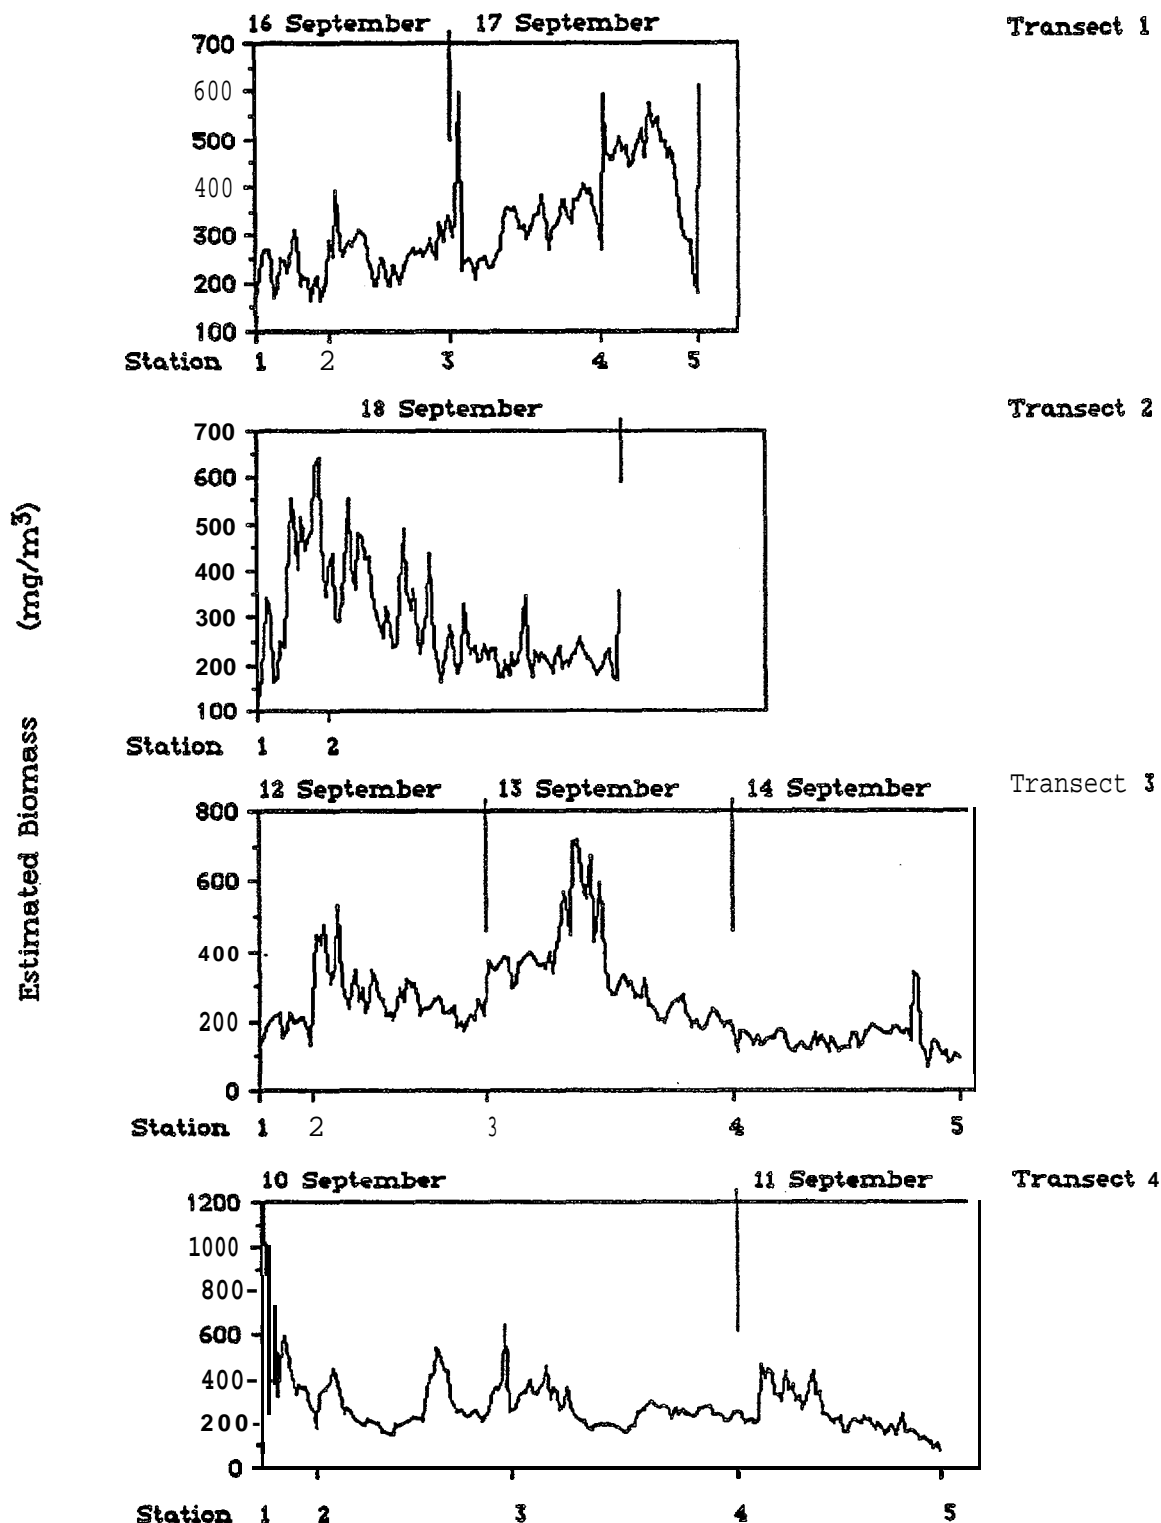 16 September 17 September Transect 1
700
600
500
400
300
200
100
Station 1 2 3 4 5
18 September Transect 2
700
600
500
400
300
200
100
Station 1 2
Estimated Biomass (mg/m³)
12 September 13 September 14 September Transect 3
800
600
400
200
0
Station 1 2 3 4 5
10 September 11 September Transect 4
1200
1000
800
600
400
200
0
Station 1 2 3 4 5